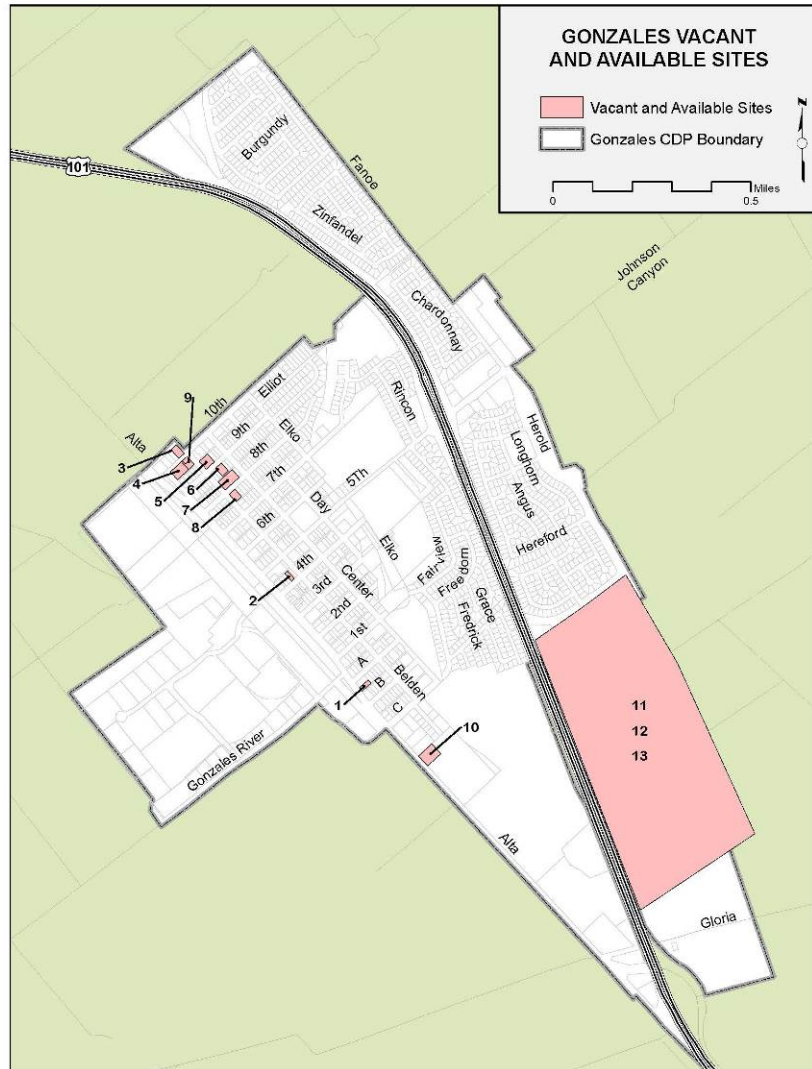 GONZALES VACANT
AND AVAILABLE SITES
Vacant and Available Sites
Gonzales CDP Boundary
N
Miles
0
0.5
101
Burgundy
Fanoe
Zinfandel
Johnson
Canyon
Chardonnay
10th
Elliot
9
9th
Elko
Rincon
Herold
Alta
3
8th
Longhorn
4
5
7th
5Th
Angus
6
7
Day
8
6th
Hereford
Elko
View
Fair
Freedom
4th
Center
2
3rd
Grace
2nd
Fredrick
1st
A
Belden
B
1
C
11
10
12
13
Gonzales River
Alta
Gloria